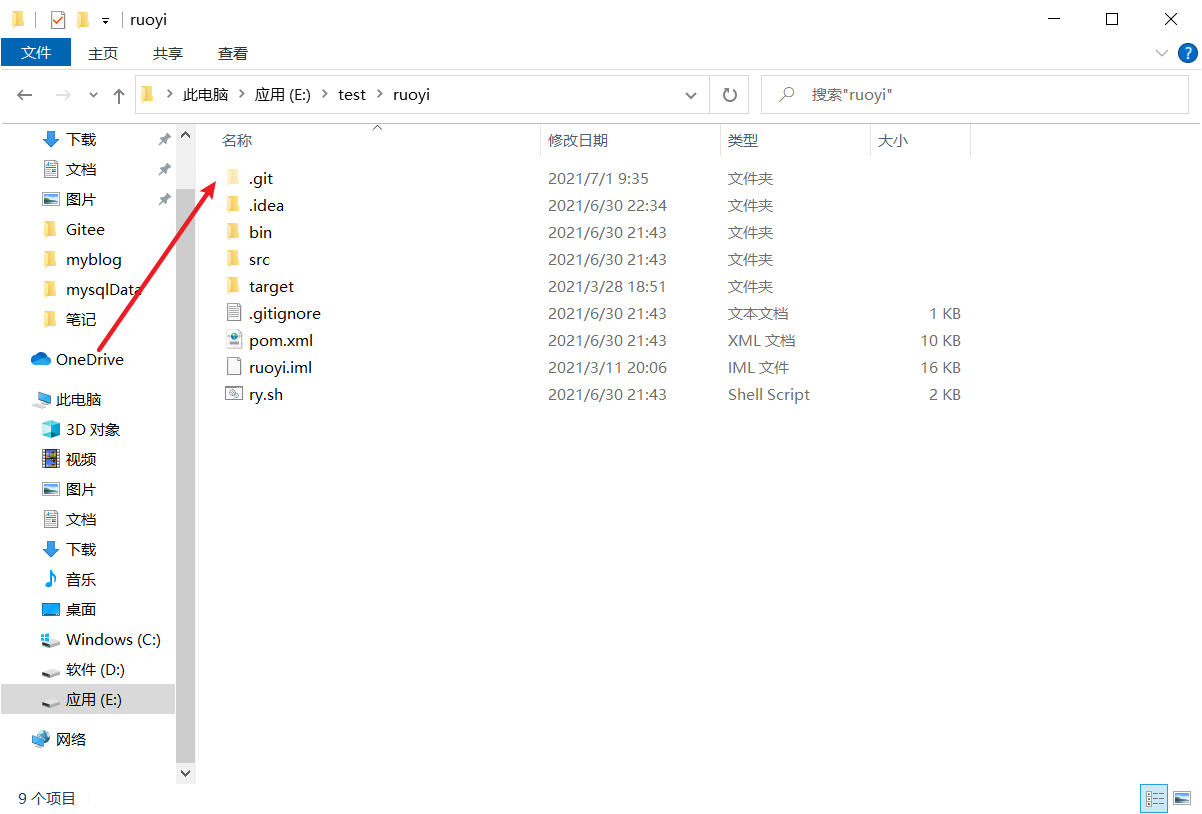 ruoyi
文件 主页 共享 查看
此电脑 应用 (E:) test ruoyi 搜索"ruoyi"
下载
文档
图片
Gitee
myblog
mysqlData
笔记
OneDrive
此电脑
3D 对象
视频
图片
文档
下载
音乐
桌面
Windows (C:)
软件 (D:)
应用 (E:)
网络
名称 修改日期 类型 大小
.git 2021/7/1 9:35 文件夹
.idea 2021/6/30 22:34 文件夹
bin 2021/6/30 21:43 文件夹
src 2021/6/30 21:43 文件夹
target 2021/3/28 18:51 文件夹
.gitignore 2021/6/30 21:43 文本文档 1 KB
pom.xml 2021/6/30 21:43 XML 文档 10 KB
ruoyi.iml 2021/3/11 20:06 IML 文件 16 KB
ry.sh 2021/6/30 21:43 Shell Script 2 KB
9 个项目